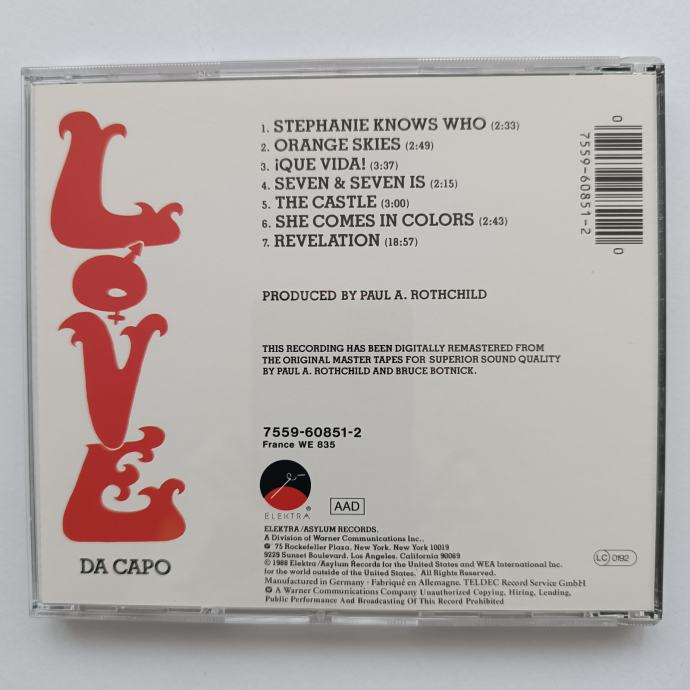 LOVE
DA CAPO
1. STEPHANIE KNOWS WHO (2:33)
2. ORANGE SKIES (2:49)
3. ¡QUE VIDA! (3:37)
4. SEVEN & SEVEN IS (2:15)
5. THE CASTLE (3:00)
6. SHE COMES IN COLORS (2:43)
7. REVELATION (18:57)
PRODUCED BY PAUL A. ROTHCHILD
THIS RECORDING HAS BEEN DIGITALLY REMASTERED FROM
THE ORIGINAL MASTER TAPES FOR SUPERIOR SOUND QUALITY
BY PAUL A. ROTHCHILD AND BRUCE BOTNICK.
7559-60851-2
France WE 835
ELEKTRA®
AAD
ELEKTRA/ASYLUM RECORDS.
A Division of Warner Communications Inc.,
℗ '75 Rockefeller Plaza, New York. New York 10019
9229 Sunset Boulevard. Los Angeles. California 90069
© 1988 Elektra/Asylum Records for the United States and WEA International Inc.
for the world outside of the United States. All Rights Reserved.
Manufactured in Germany · Fabriqué en Allemagne. TELDEC Record Service GmbH
℗ A Warner Communications Company Unauthorized Copying, Hiring, Lending,
Public Performance And Broadcasting Of This Record Prohibited
LC 0192
0
7559-60851-2
0